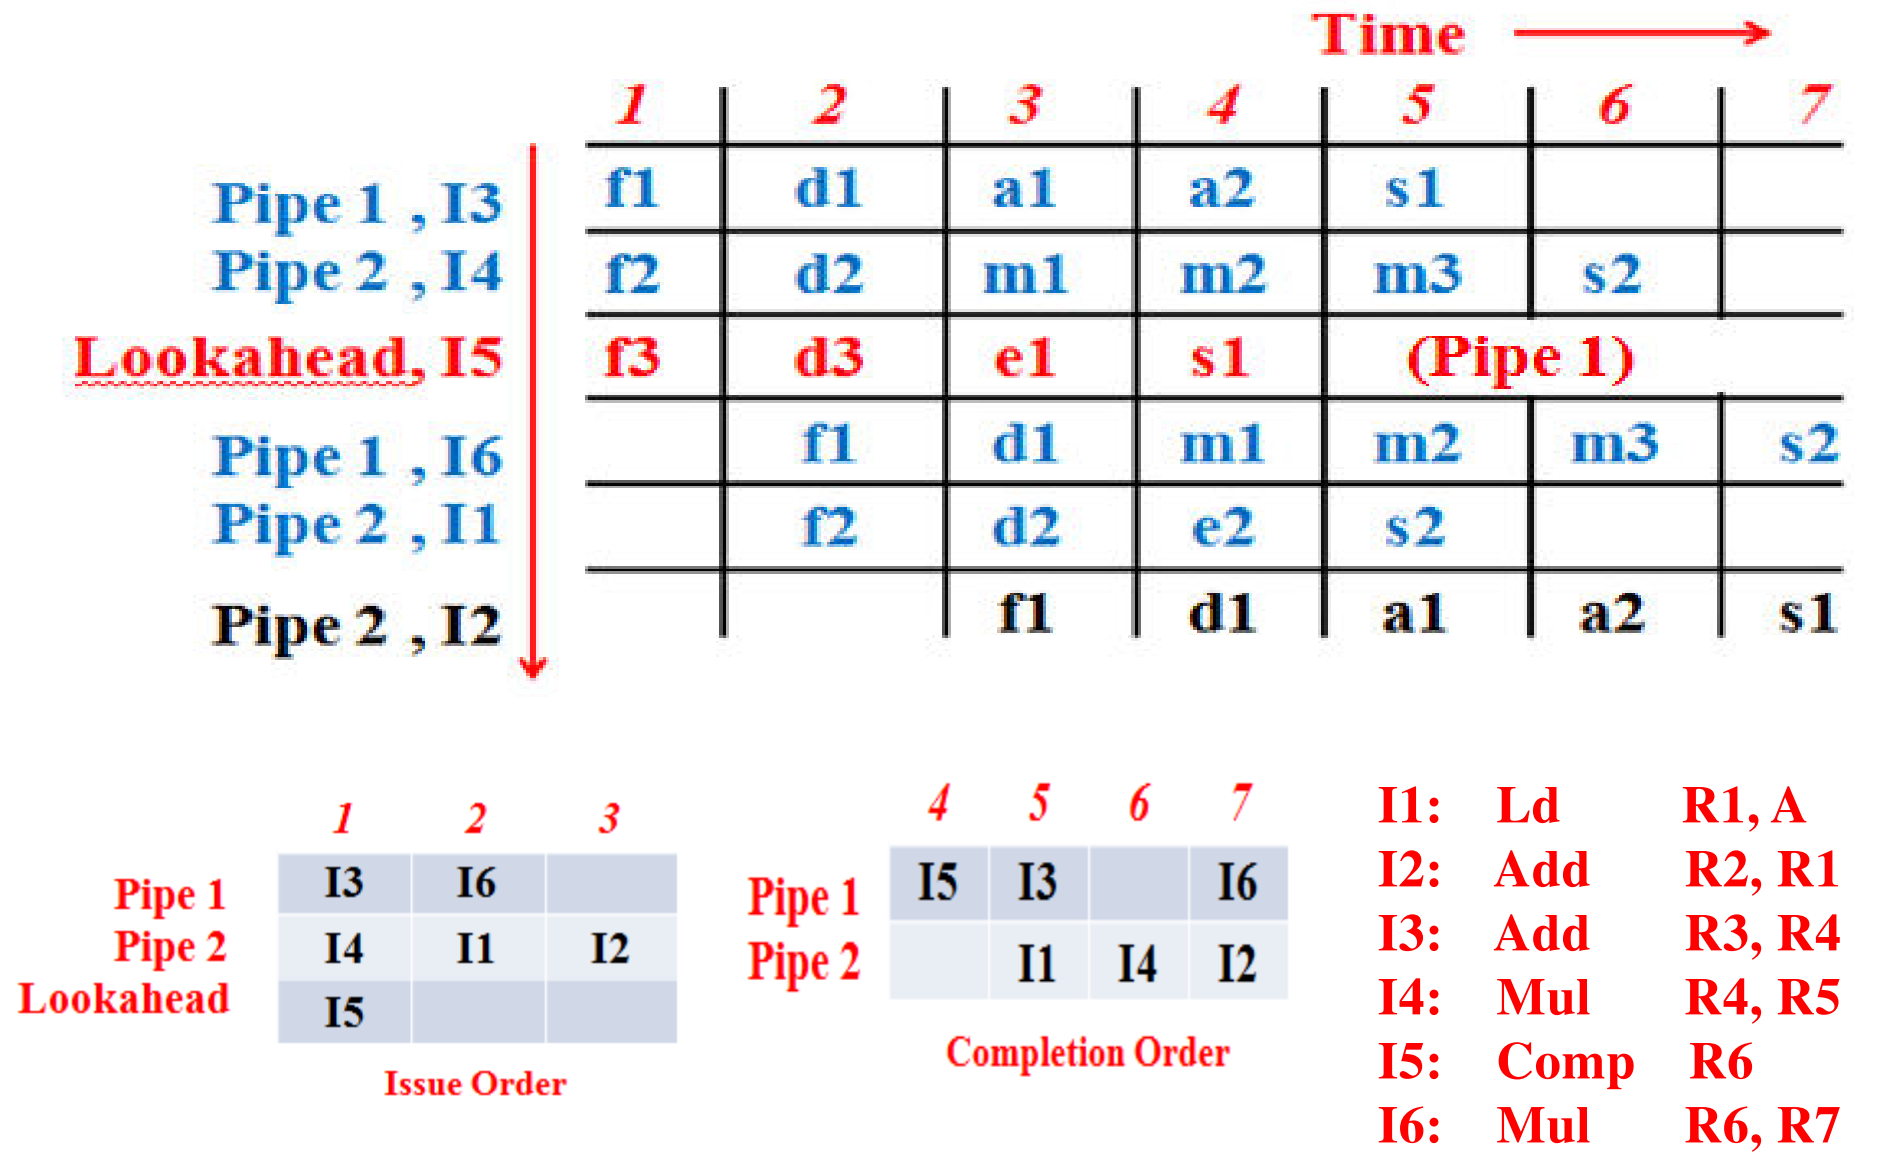 Time
1 2 3 4 5 6 7
Pipe 1 , I3 f1 d1 a1 a2 s1
Pipe 2 , I4 f2 d2 m1 m2 m3 s2
Lookahead, I5 f3 d3 e1 s1 (Pipe 1)
Pipe 1 , I6 f1 d1 m1 m2 m3 s2
Pipe 2 , I1 f2 d2 e2 s2
Pipe 2 , I2 f1 d1 a1 a2 s1
1 2 3
Pipe 1 I3 I6
Pipe 2 I4 I1 I2
Lookahead I5
Issue Order
4 5 6 7
Pipe 1 I5 I3 I6
Pipe 2 I1 I4 I2
Completion Order
I1: Ld R1, A
I2: Add R2, R1
I3: Add R3, R4
I4: Mul R4, R5
I5: Comp R6
I6: Mul R6, R7